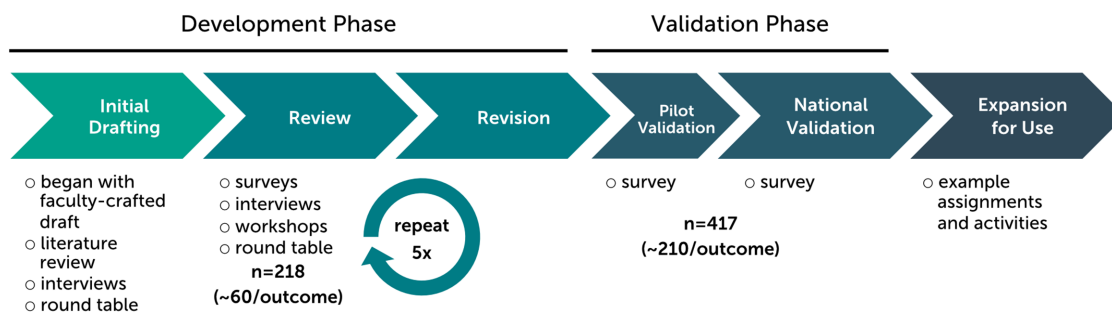 Development Phase
Validation Phase
Initial
Drafting
Review
Revision
Pilot
Validation
National
Validation
Expansion
for Use
○ began with
faculty-crafted
draft
○ literature
review
○ interviews
○ round table
○ surveys
○ interviews
○ workshops
○ round table
n=218
(~60/outcome)
repeat
5x
○ survey
○ survey
n=417
(~210/outcome)
○ example
assignments
and activities